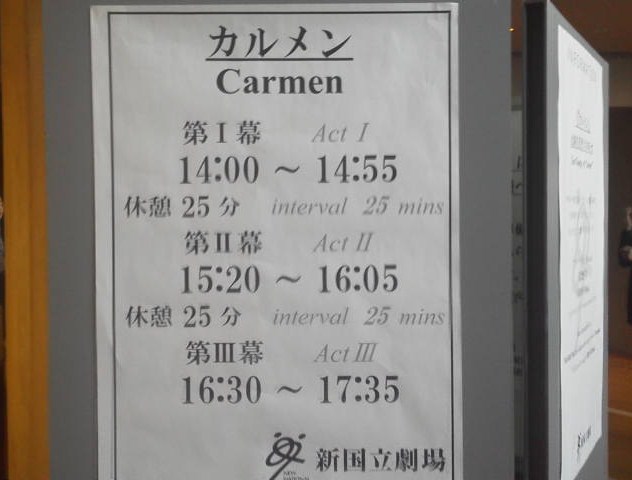 カルメン
Carmen
第Ⅰ幕 Act I
14:00 ～ 14:55
休憩 25 分 interval 25 mins
第Ⅱ幕 Act II
15:20 ～ 16:05
休憩 25 分 interval 25 mins
第Ⅲ幕 Act III
16:30 ～ 17:35
新国立劇場